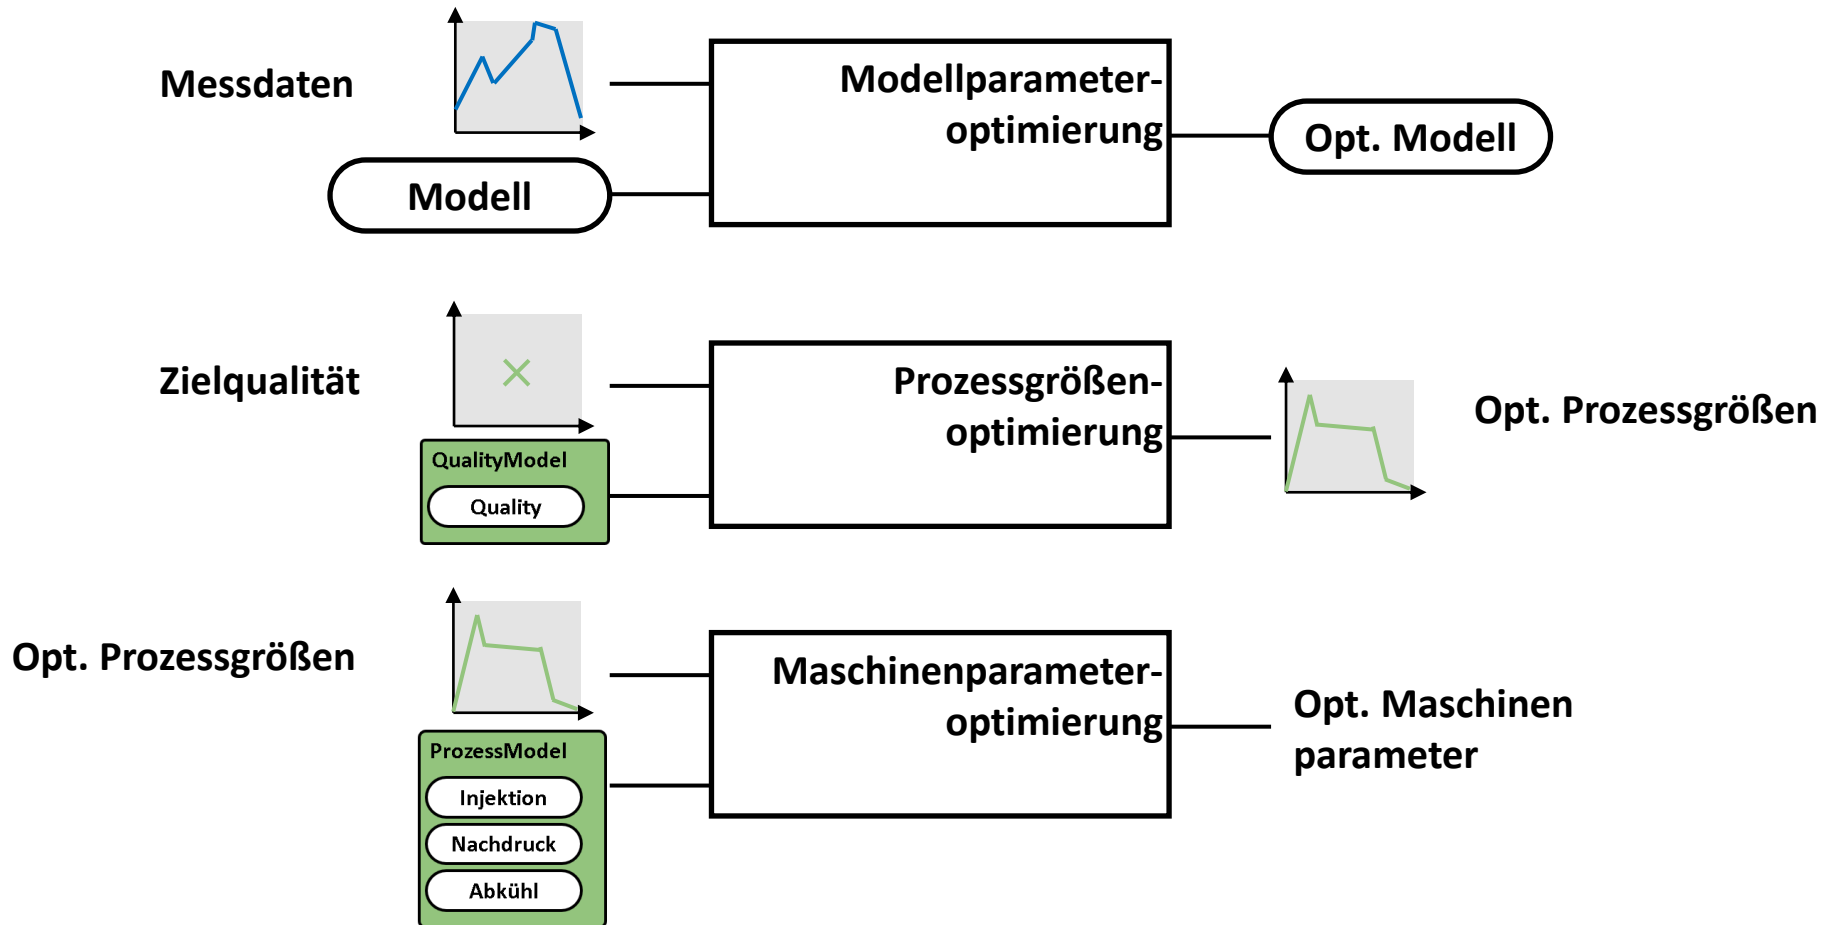 Messdaten
Modell
Modellparameter-
optimierung
Opt. Modell
Zielqualität
QualityModel
Quality
Prozessgrößen-
optimierung
Opt. Prozessgrößen
Opt. Prozessgrößen
ProzessModel
Injektion
Nachdruck
Abkühl
Maschinenparameter-
optimierung
Opt. Maschinen
parameter